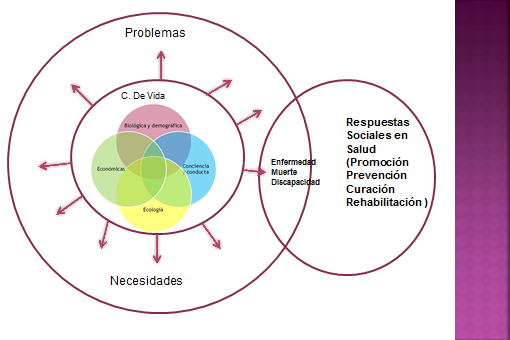 Problemas
C. De Vida
Biológica y demográfica
Económicas
Conciencia
y conducta
Ecología
Enfermedad
Muerte
Discapacidad
Respuestas
Sociales en
Salud
(Promoción
Prevención
Curación
Rehabilitación )
Necesidades